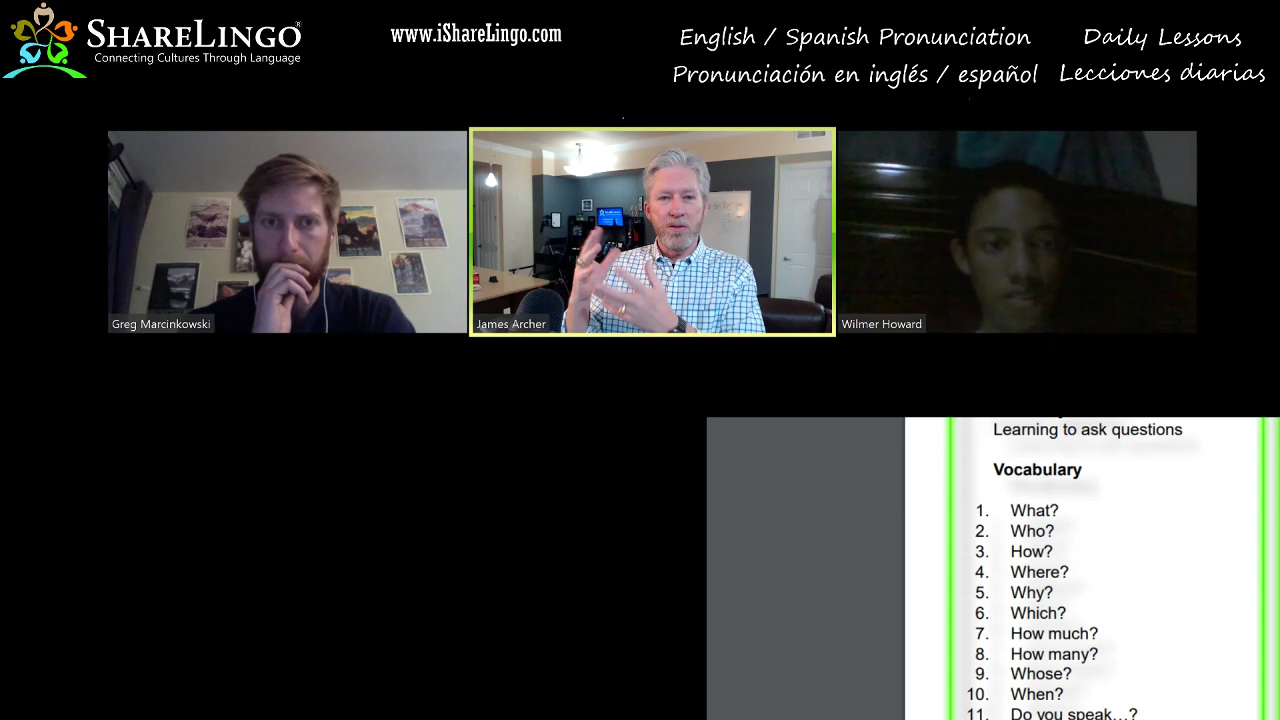 SHARELINGO®
Connecting Cultures Through Language
www.iShareLingo.com
English / Spanish Pronunciation
Pronunciación en inglés / español
Daily Lessons
Lecciones diarias
Greg Marcinkowski
James Archer
Wilmer Howard
Learning to ask questions
Vocabulary
1. What?
2. Who?
3. How?
4. Where?
5. Why?
6. Which?
7. How much?
8. How many?
9. Whose?
10. When?
11. Do you speak...?